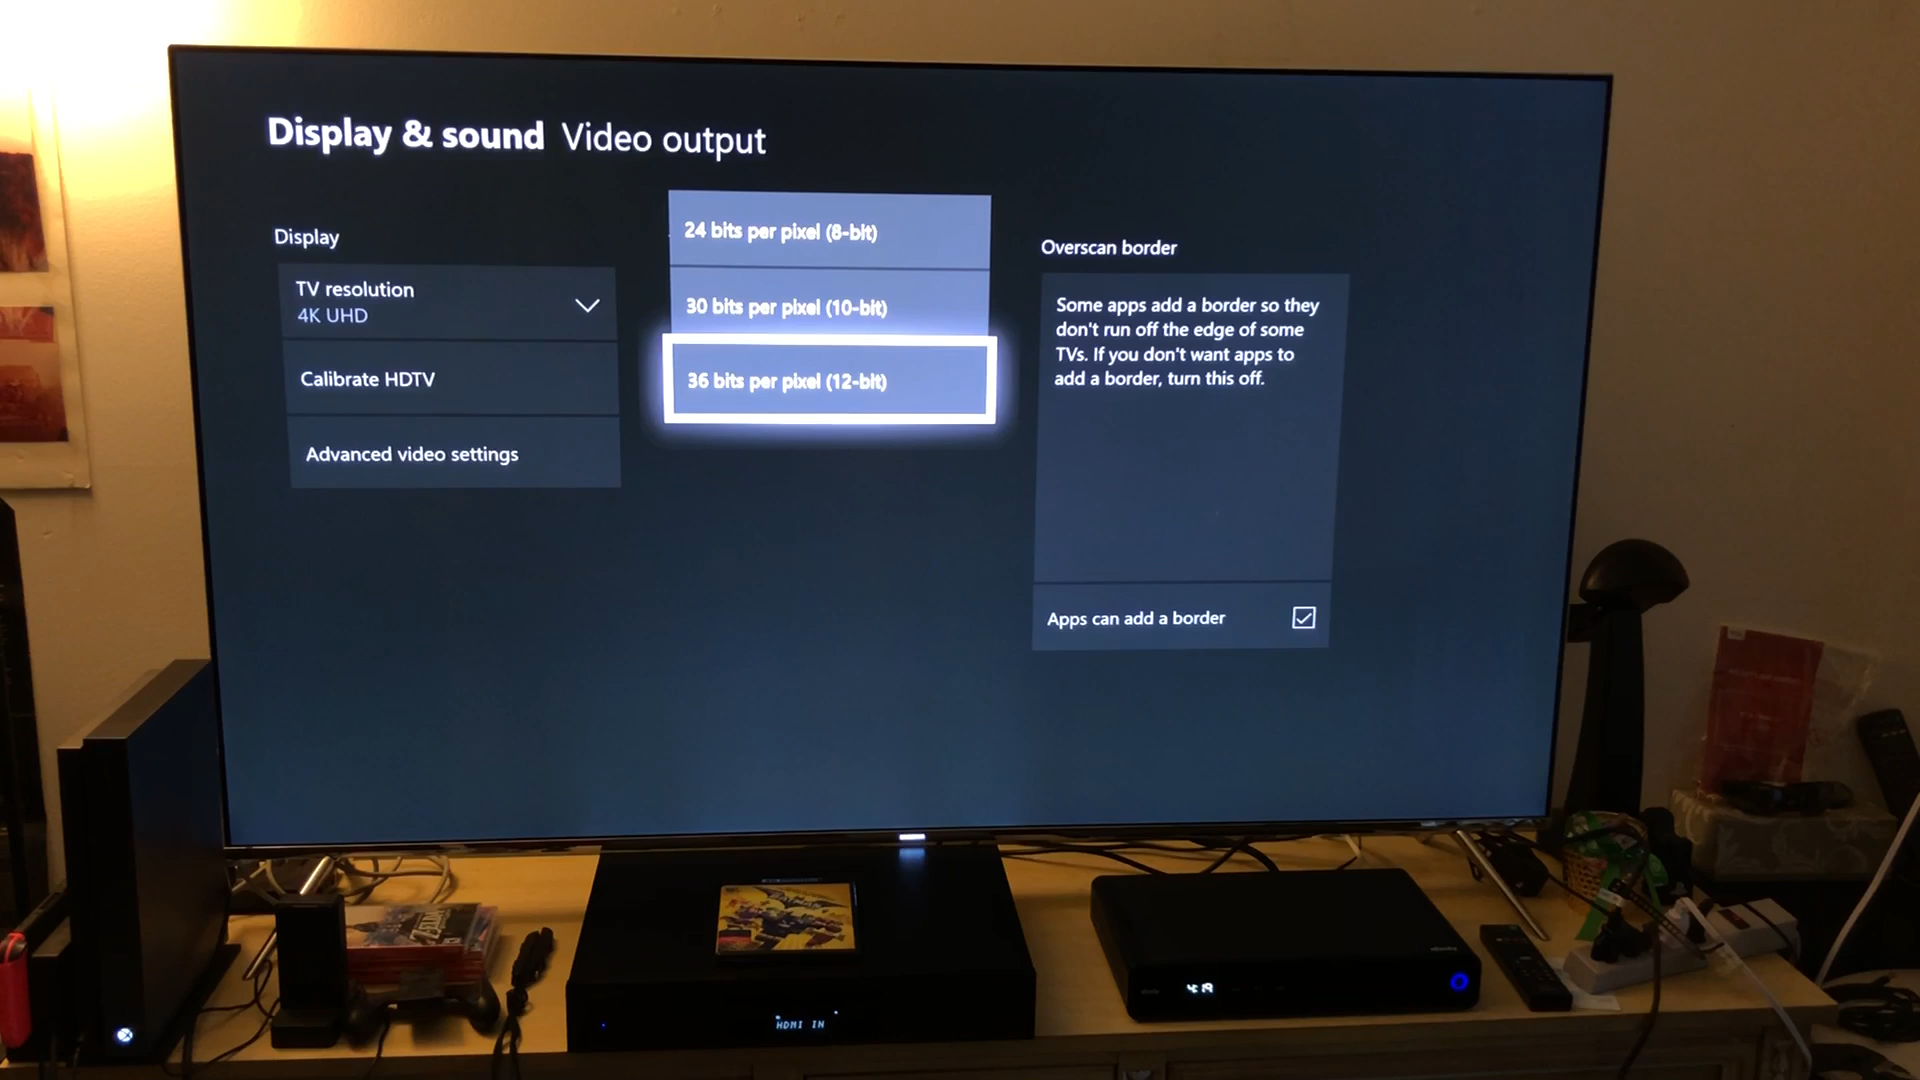 Display & sound Video output
Display
TV resolution
4K UHD
Calibrate HDTV
Advanced video settings
24 bits per pixel (8-bit)
30 bits per pixel (10-bit)
36 bits per pixel (12-bit)
Overscan border
Some apps add a border so they
don't run off the edge of some
TVs. If you don't want apps to
add a border, turn this off.
Apps can add a border
ZELDA
HDMI IN
4:19